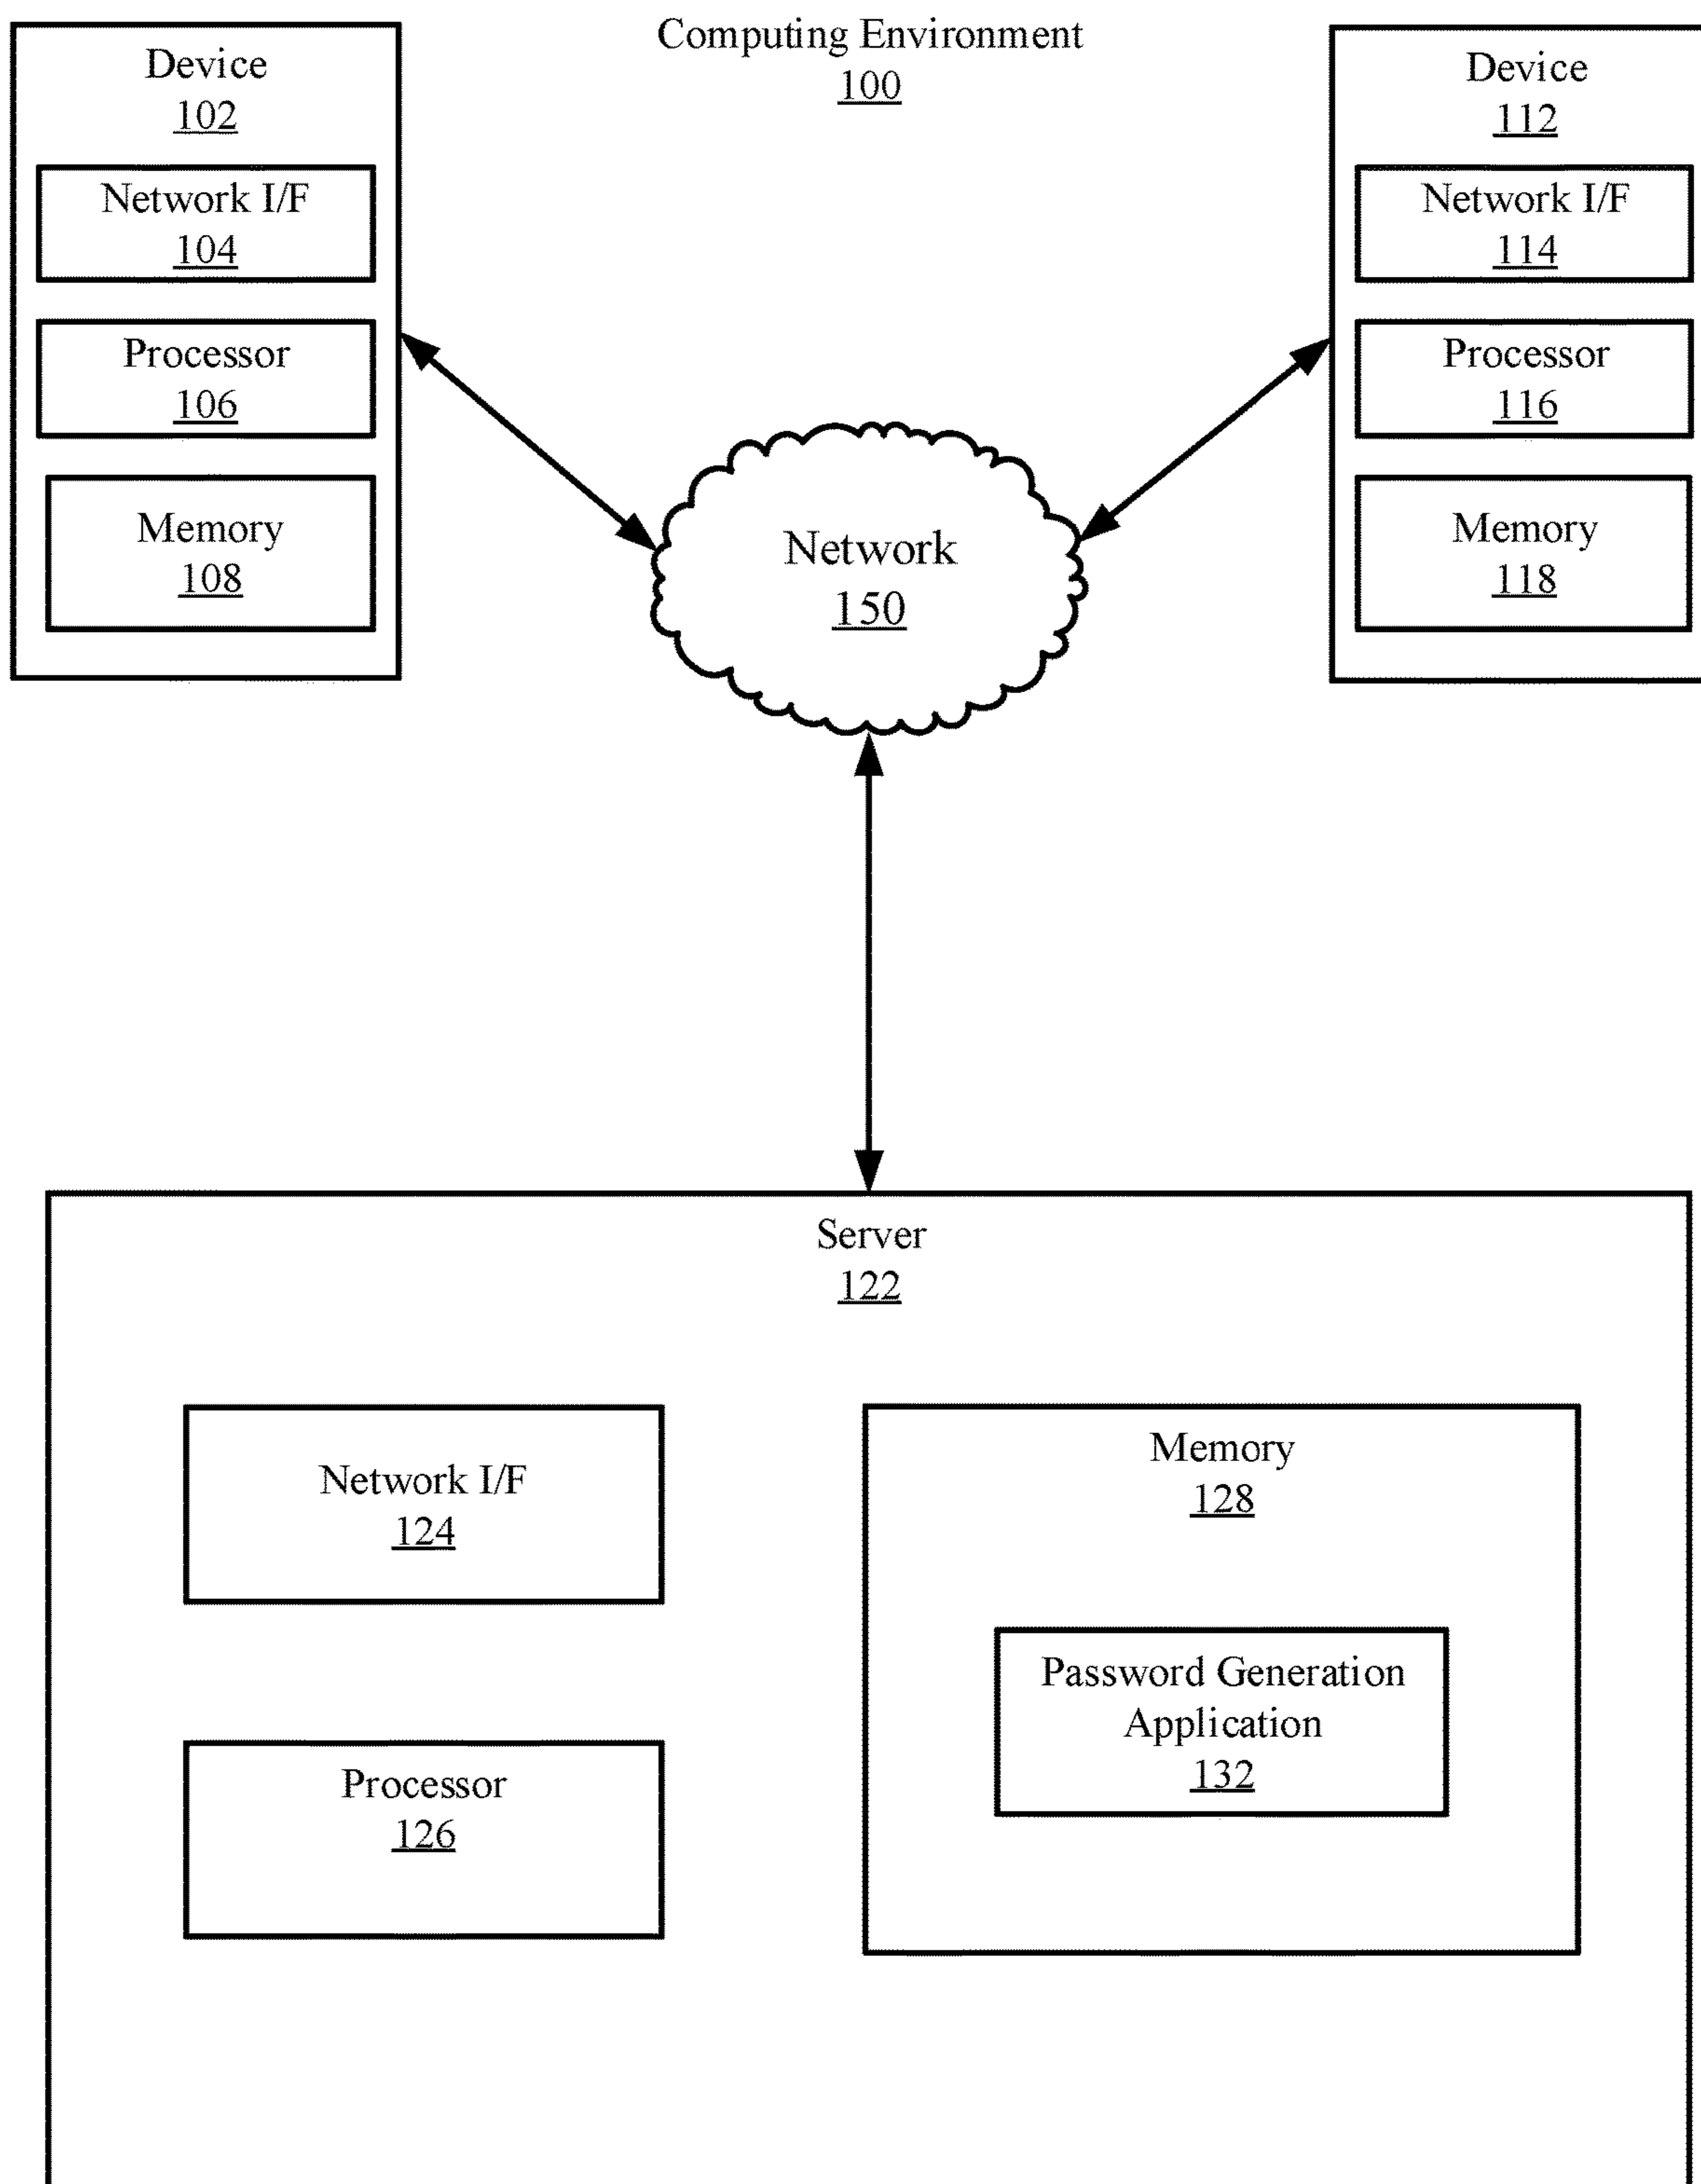 Computing Environment
100
Device
102
Network I/F
104
Processor
106
Memory
108
Device
112
Network I/F
114
Processor
116
Memory
118
Network
150
Server
122
Network I/F
124
Processor
126
Memory
128
Password Generation
Application
132